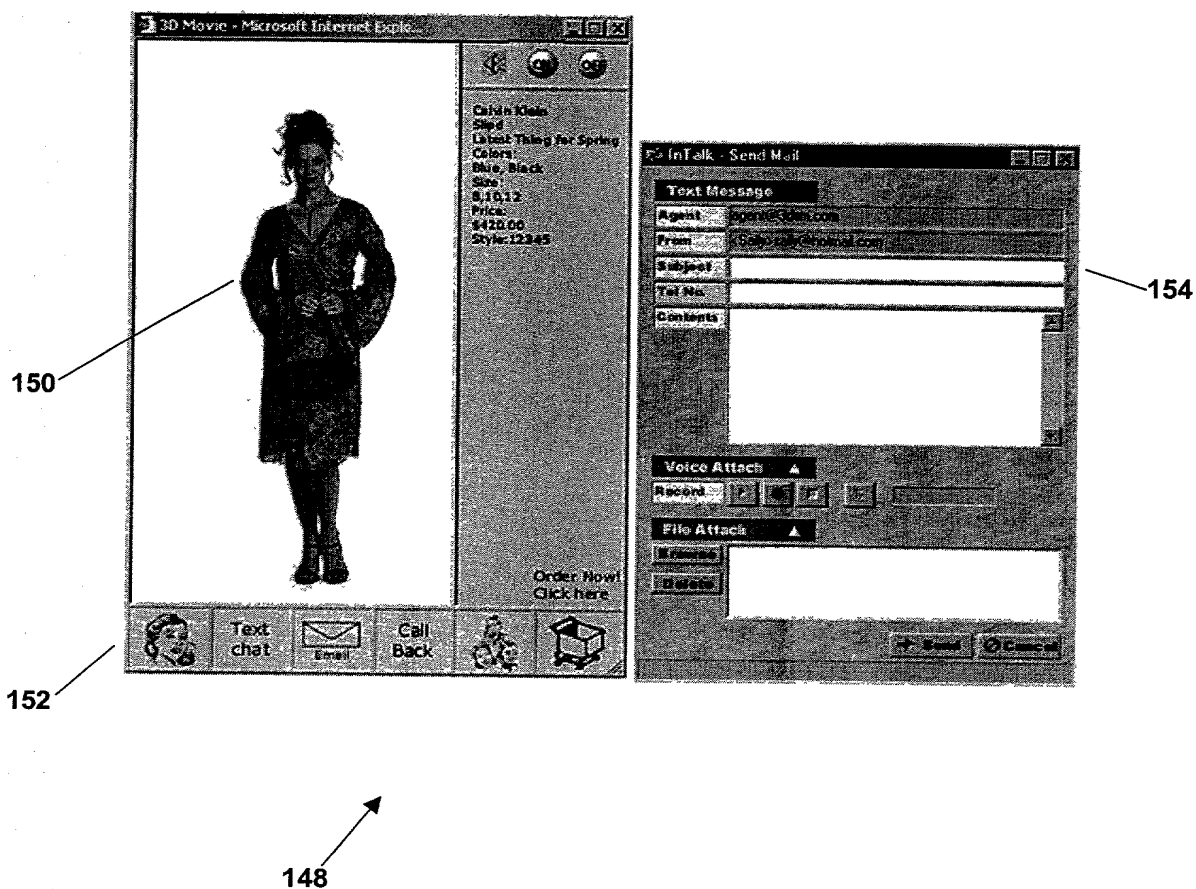 3D Movie - Microsoft Internet Explo...
ON
OFF
Calvin Klein
Latest Thing for Spring
Colors:
Blue, Black
Size:
8,10,12
Price:
$420.00
Style:12345
Order Now!
Click here
Text
chat
Email
Call
Back
InTalk - Send Mail
Text Message
Agent
From
Subject
Tel No.
Contents
Voice Attach
Record
File Attach
Browse
Delete
Send
Cancel
150
152
154
148